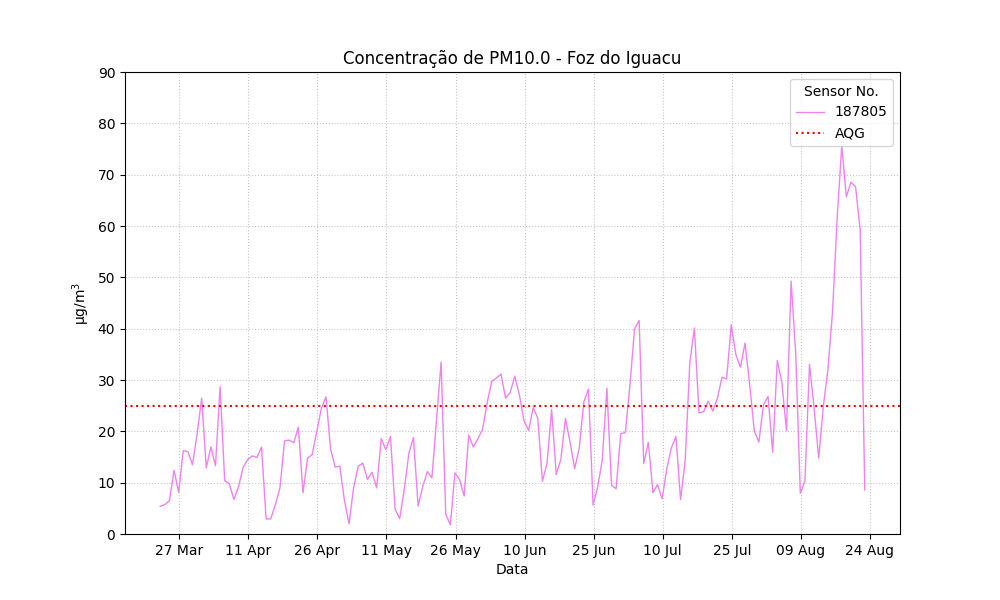 Concentração de PM10.0 - Foz do Iguacu
90
80
70
60
50
40
30
20
10
0
µg/m³
Sensor No.
187805
AQG
27 Mar 11 Apr 26 Apr 11 May 26 May 10 Jun 25 Jun 10 Jul 25 Jul 09 Aug 24 Aug
Data